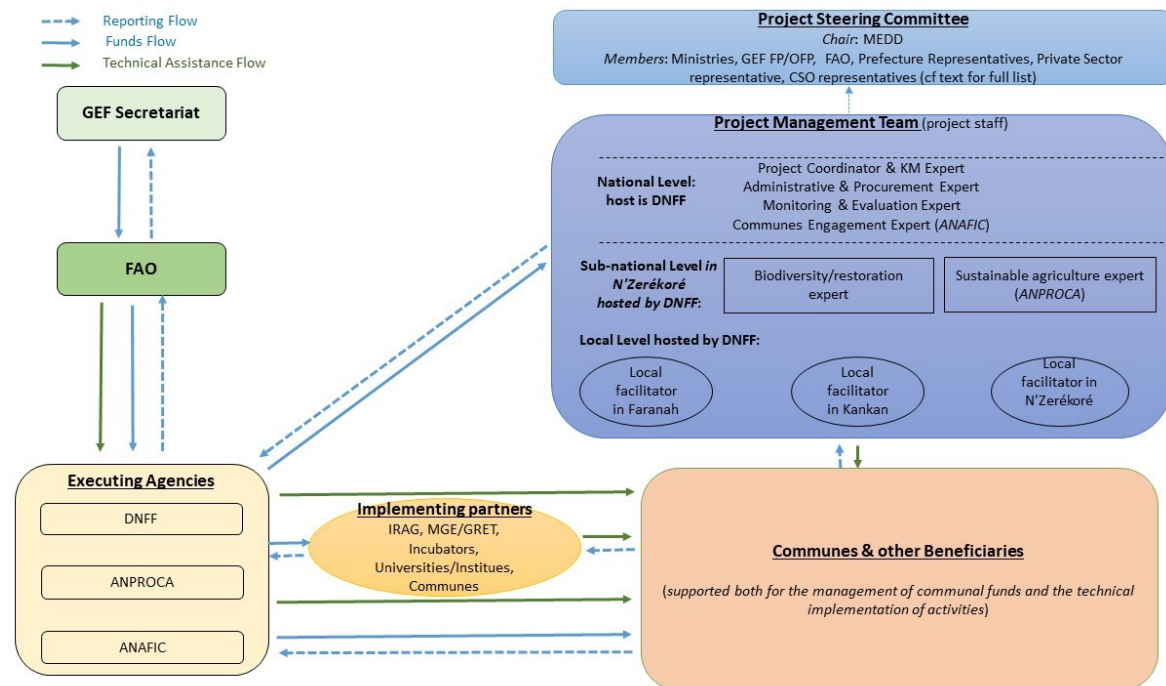 Reporting Flow
Funds Flow
Technical Assistance Flow
GEF Secretariat
FAO
Project Steering Committee
Chair: MEDD
Members: Ministries, GEF FP/OFP, FAO, Prefecture Representatives, Private Sector
representative, CSO representatives (cf text for full list)
Project Management Team (project staff)
National Level:
host is DNFF
Project Coordinator & KM Expert
Administrative & Procurement Expert
Monitoring & Evaluation Expert
Communes Engagement Expert (ANAFIC)
Sub-national Level in
N'Zerékoré
hosted by DNFF:
Biodiversity/restoration
expert
Sustainable agriculture expert
(ANPROCA)
Local Level hosted by DNFF:
Local
facilitator
in Faranah
Local
facilitator
in Kankan
Local
facilitator in
N'Zerékoré
Executing Agencies
DNFF
ANPROCA
ANAFIC
Implementing partners
IRAG, MGE/GRET,
Incubators,
Universities/Institues,
Communes
Communes & other Beneficiaries
(supported both for the management of communal funds and the technical
implementation of activities)